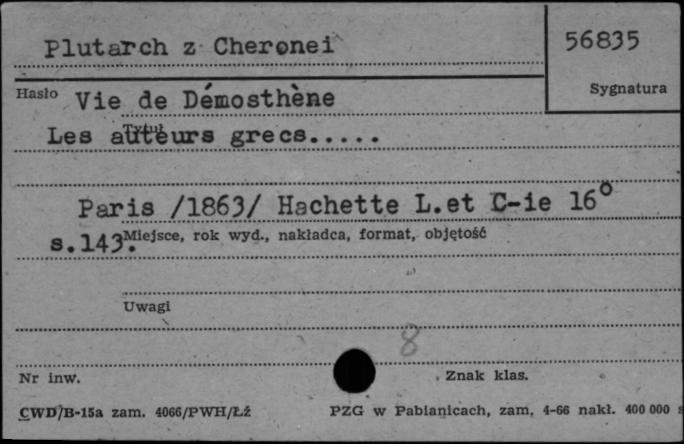 Plutarch z Cheronei
56835
Hasło
Sygnatura
Vie de Démosthène
Tytuł
Les auteurs grecs.....
Paris /1863/ Hachette L.et C-ie 16°
Miejsce, rok wyd., nakładca, format, objętość
s.143.
Uwagi
8
Nr inw.
Znak klas.
CWD/B-15a zam. 4066/PWH/Łź
PZG w Pabianicach, zam. 4-66 nakł. 400 000 s